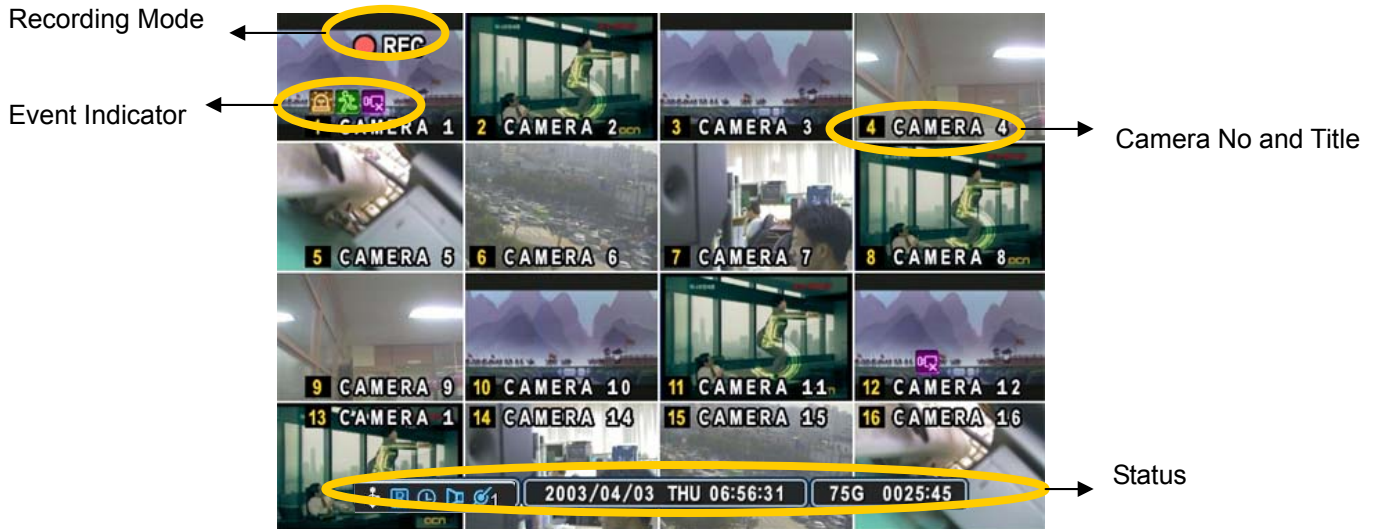 Recording Mode
REC
Event Indicator
1 CAMERA 1
2 CAMERA 2
ocn
3 CAMERA 3
4 CAMERA 4
Camera No and Title
5 CAMERA 5
6 CAMERA 6
7 CAMERA 7
8 CAMERA 8
ocn
9 CAMERA 9
10 CAMERA 10
11 CAMERA 11
12 CAMERA 12
13 CAMERA 1
14 CAMERA 14
15 CAMERA 15
16 CAMERA 16
Status
P
1
2003/04/03 THU 06:56:31
75G 0025:45
ocn